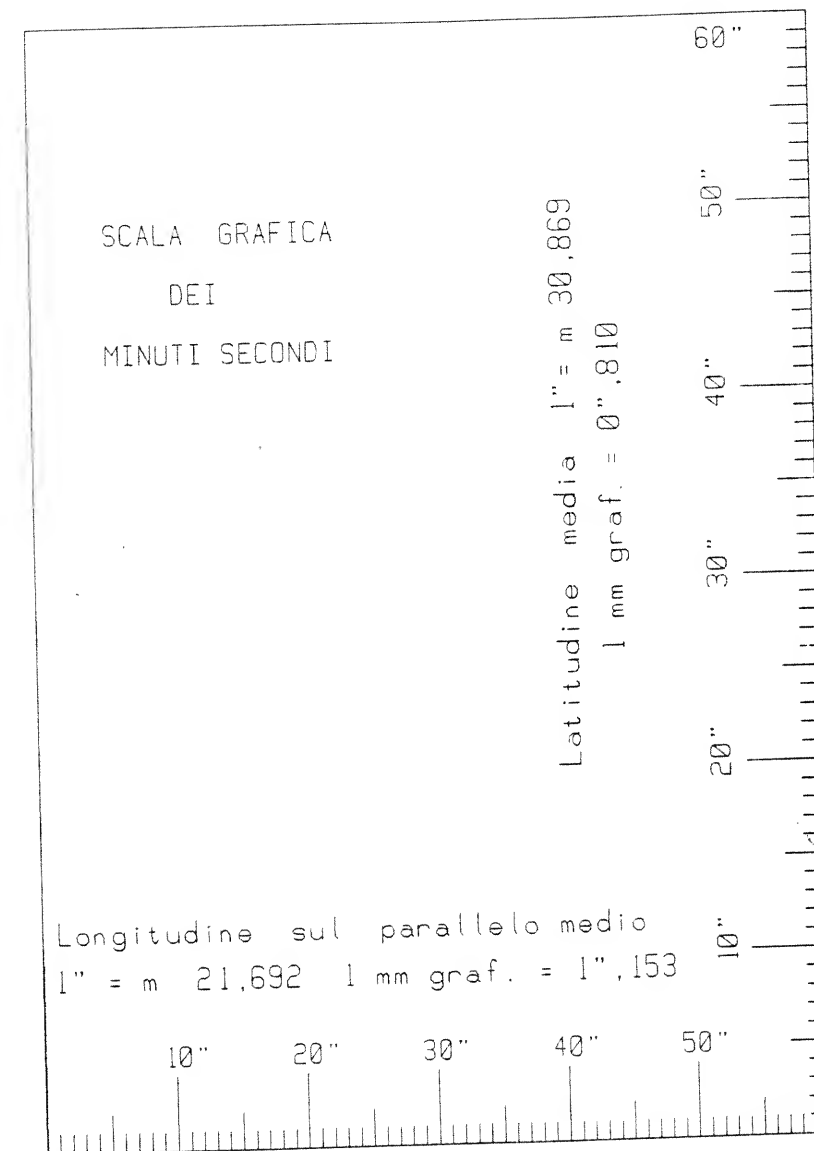 60"
SCALA GRAFICA
DEI
MINUTI SECONDI
50"
40"
30"
20"
10"
Latitudine media 1"= m 30,869
1 mm graf. = 0",810
Longitudine sul parallelo medio
1" = m 21,692 1 mm graf. = 1",153
10" 20" 30" 40" 50"